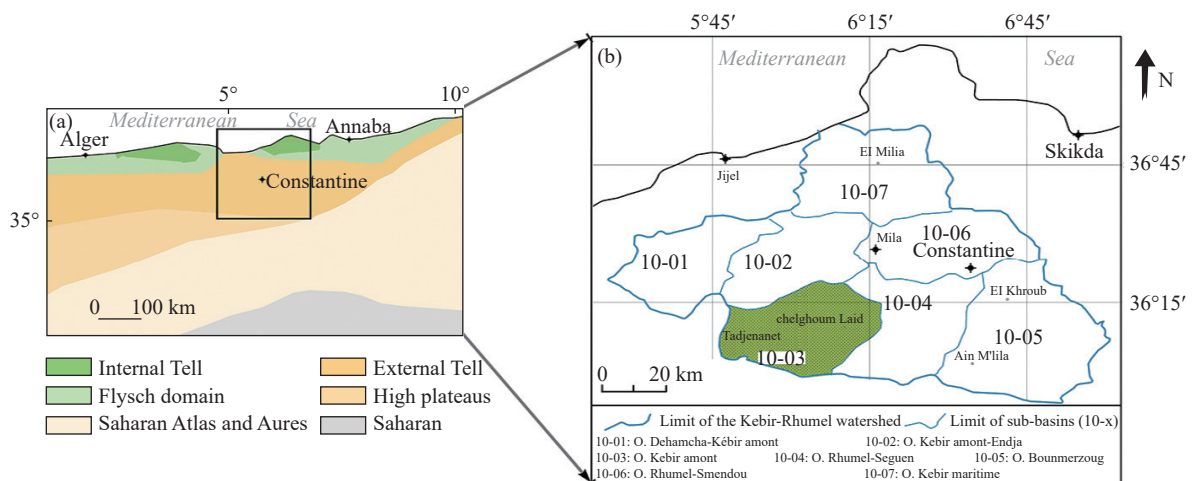 5° 10°
(a) Mediterranean Sea
Alger Annaba
Constantine
35°
0 100 km
Internal Tell External Tell
Flysch domain High plateaus
Saharan Atlas and Aures Saharan
5°45′ 6°15′ 6°45′
(b) Mediterranean Sea
N
Skikda
El Milia
36°45′
Jijel
10-07
Mila 10-06
Constantine
10-01 10-02
El Khroub
10-04 36°15′
chelghoum Laid
Tadjenanet 10-05
10-03 Ain M'lila
0 20 km
Limit of the Kebir-Rhumel watershed Limit of sub-basins (10-x)
10-01: O. Dehamcha-Kébir amont 10-02: O. Kebir amont-Endja
10-03: O. Kebir amont 10-04: O. Rhumel-Seguen 10-05: O. Bounmerzoug
10-06: O. Rhumel-Smendou 10-07: O. Kebir maritime